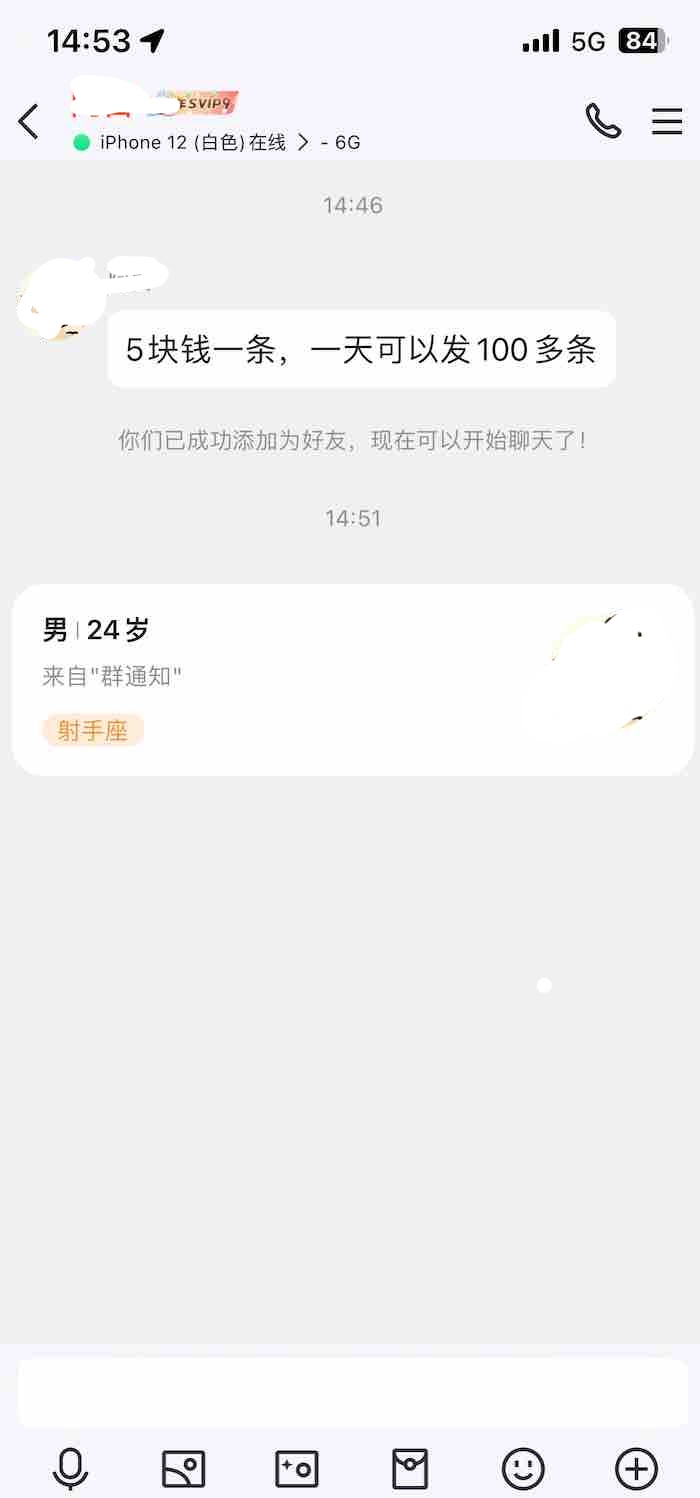 14:53
5G
84
SVIP9
iPhone 12 (白色)在线 > - 6G
14:46
5块钱一条，一天可以发100多条
你们已成功添加为好友，现在可以开始聊天了！
14:51
男 | 24岁
来自"群通知"
射手座